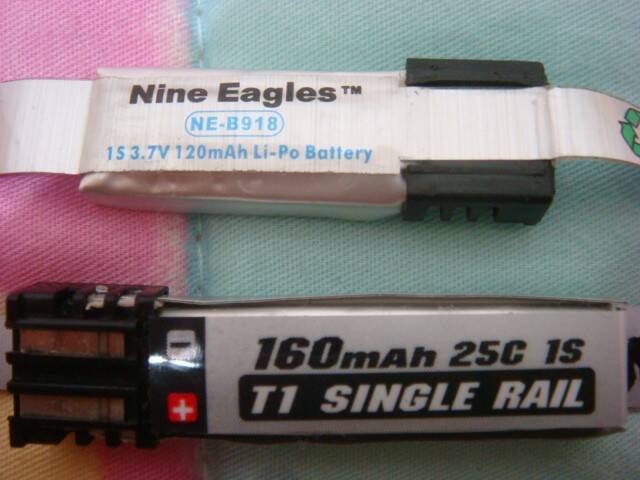 Nine Eagles™
NE-B918
1S 3.7V 120mAh Li-Po Battery
160mAh 25C 1S
T1 SINGLE RAIL